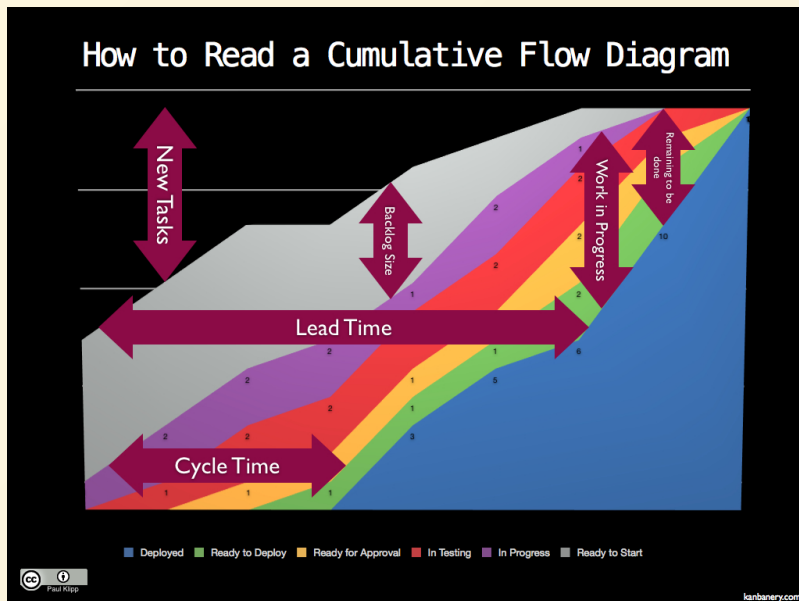 How to Read a Cumulative Flow Diagram
New Tasks
Backlog Size
Work in Progress
Remaining to be
done
Lead Time
Cycle Time
1
2
2
2
2
10
1
2
2
1
6
2
1
5
2
2
1
2
2
1
3
1
1
1
Deployed
Ready to Deploy
Ready for Approval
In Testing
In Progress
Ready to Start
cc
Paul Klipp
kanbanery.com